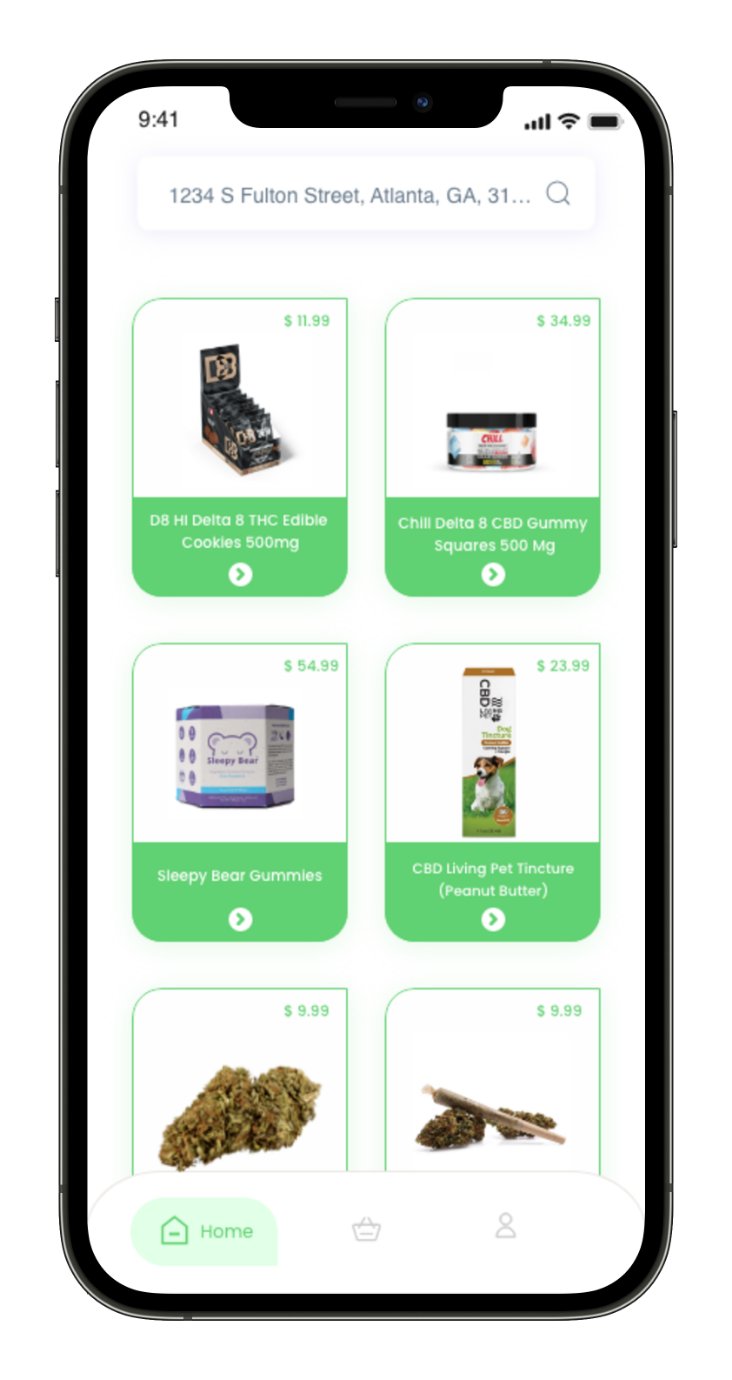 9:41
1234 S Fulton Street, Atlanta, GA, 31...
$ 11.99
$ 34.99
D8
CHILL
D8 HI Delta 8 THC Edible
Cookies 500mg
Chill Delta 8 CBD Gummy
Squares 500 Mg
$ 54.99
$ 23.99
Sleepy Bear
CBD
Dog
Tincture
Sleepy Bear Gummies
CBD Living Pet Tincture
(Peanut Butter)
$ 9.99
$ 9.99
Home